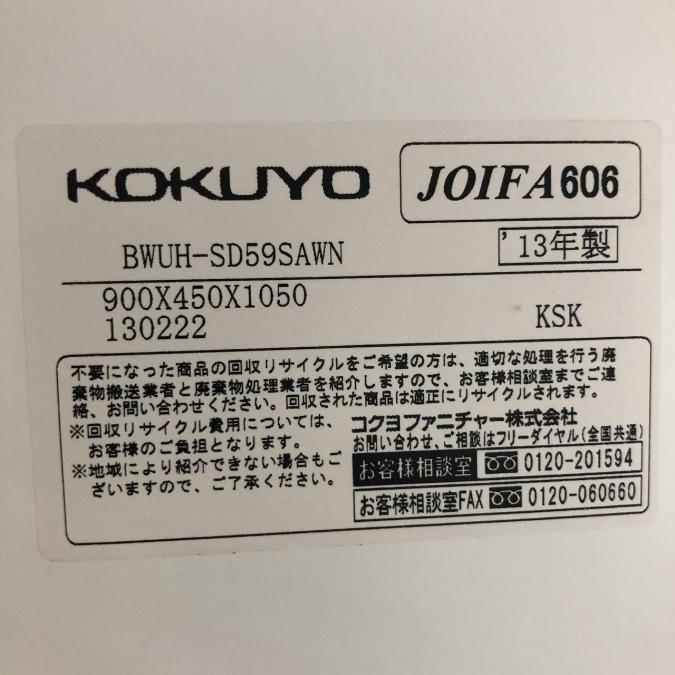 KOKUYO
JOIFA606
BWUH-SD59SAWN
'13年製
900X450X1050
130222
KSK
不要になった商品の回収リサイクルをご希望の方は、適切な処理を行う廃
棄物搬送業者と廃棄物処理業者を紹介しますので、お客様相談室までご連
絡、お問い合わせください。回収された商品は適正にリサイクルされます。
※回収リサイクル費用については、
お客様のご負担となります。
※地域により紹介できない場合もご
ざいますので、ご了承ください。
コクヨファニチャー株式会社
お問い合わせ、ご相談はフリーダイヤル(全国共通)
お客様相談室 0120-201594
お客様相談室FAX 0120-060660